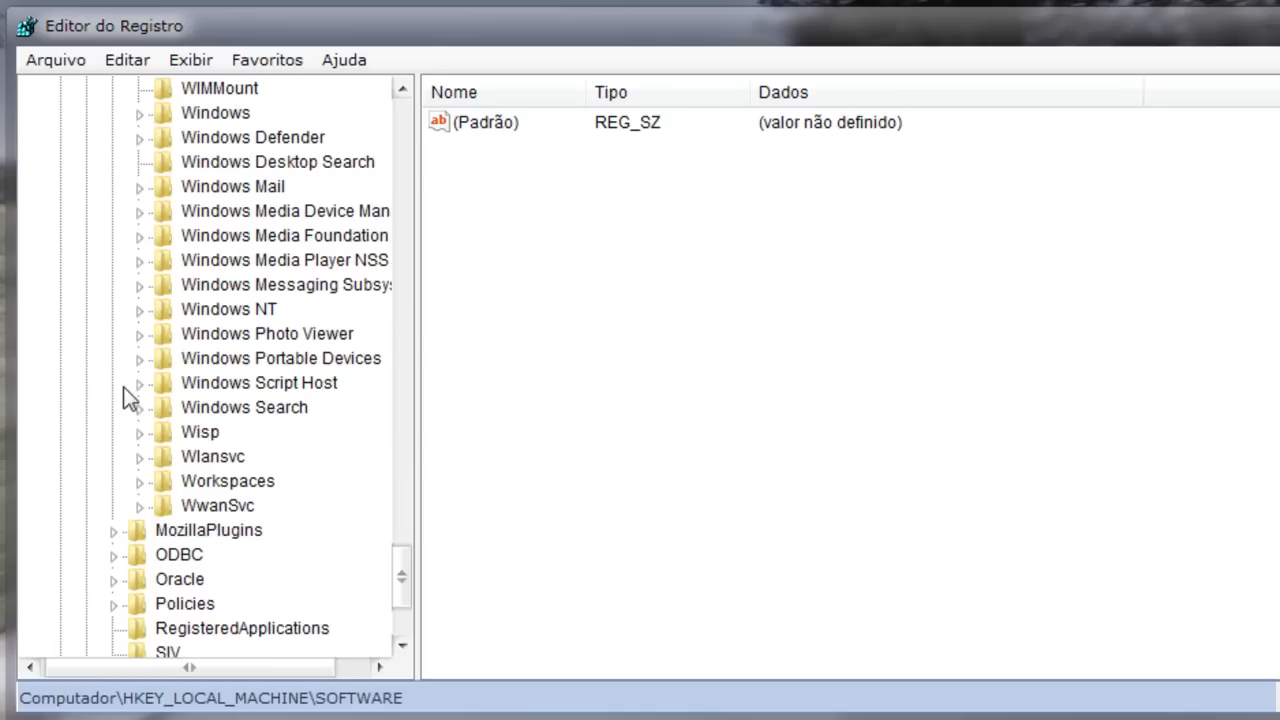 Editor do Registro
Arquivo Editar Exibir Favoritos Ajuda
WIMMount
Windows
Windows Defender
Windows Desktop Search
Windows Mail
Windows Media Device Man
Windows Media Foundation
Windows Media Player NSS
Windows Messaging Subsy
Windows NT
Windows Photo Viewer
Windows Portable Devices
Windows Script Host
Windows Search
Wisp
Wlansvc
Workspaces
WwanSvc
MozillaPlugins
ODBC
Oracle
Policies
RegisteredApplications
SIV
Nome Tipo Dados
ab (Padrão) REG_SZ (valor não definido)
Computador\HKEY_LOCAL_MACHINE\SOFTWARE